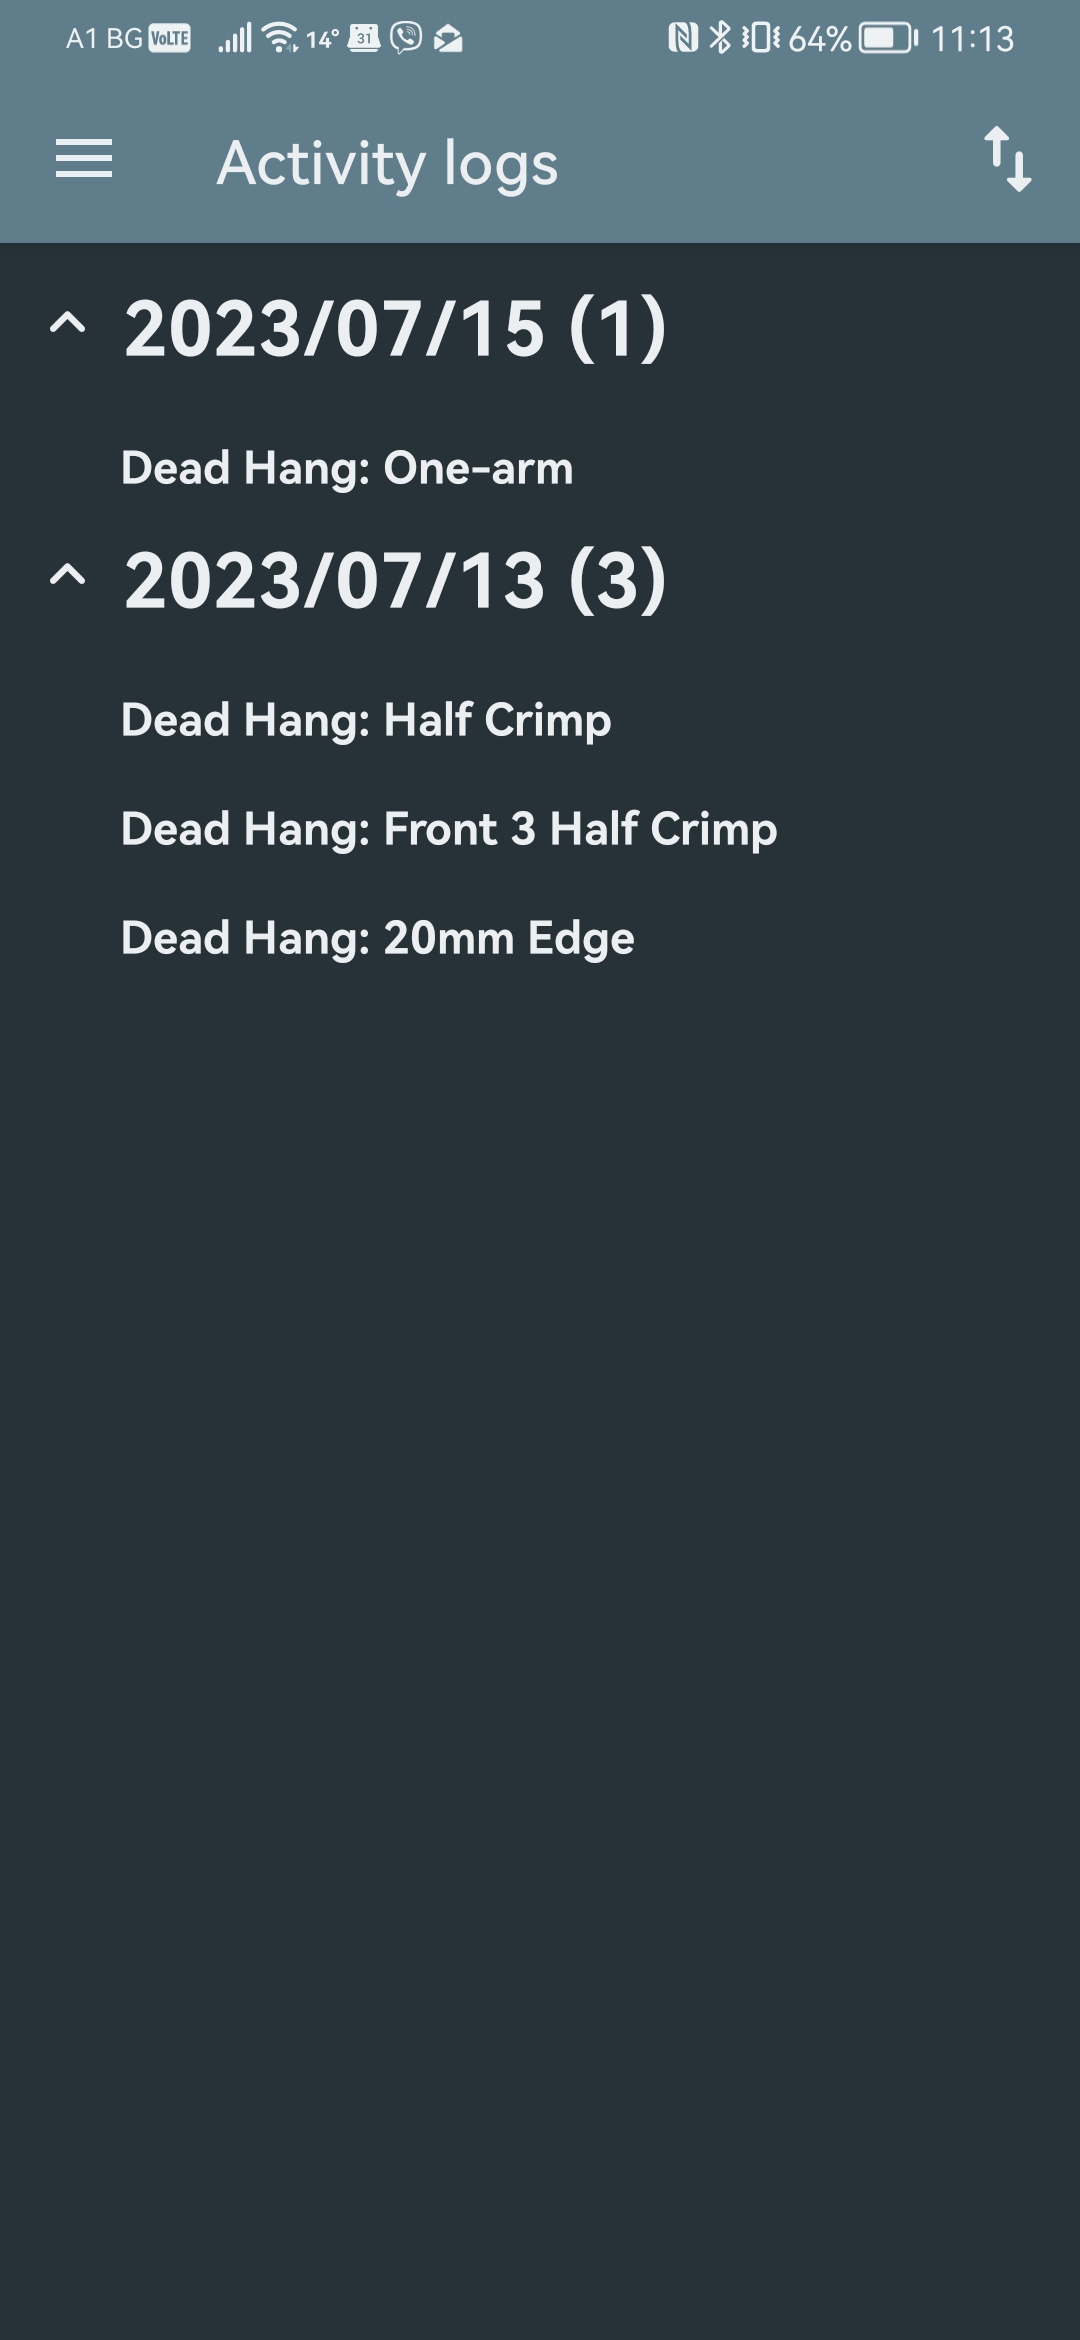 A1 BG VoLTE 14° 31 64% 11:13
Activity logs
2023/07/15 (1)
Dead Hang: One-arm
2023/07/13 (3)
Dead Hang: Half Crimp
Dead Hang: Front 3 Half Crimp
Dead Hang: 20mm Edge